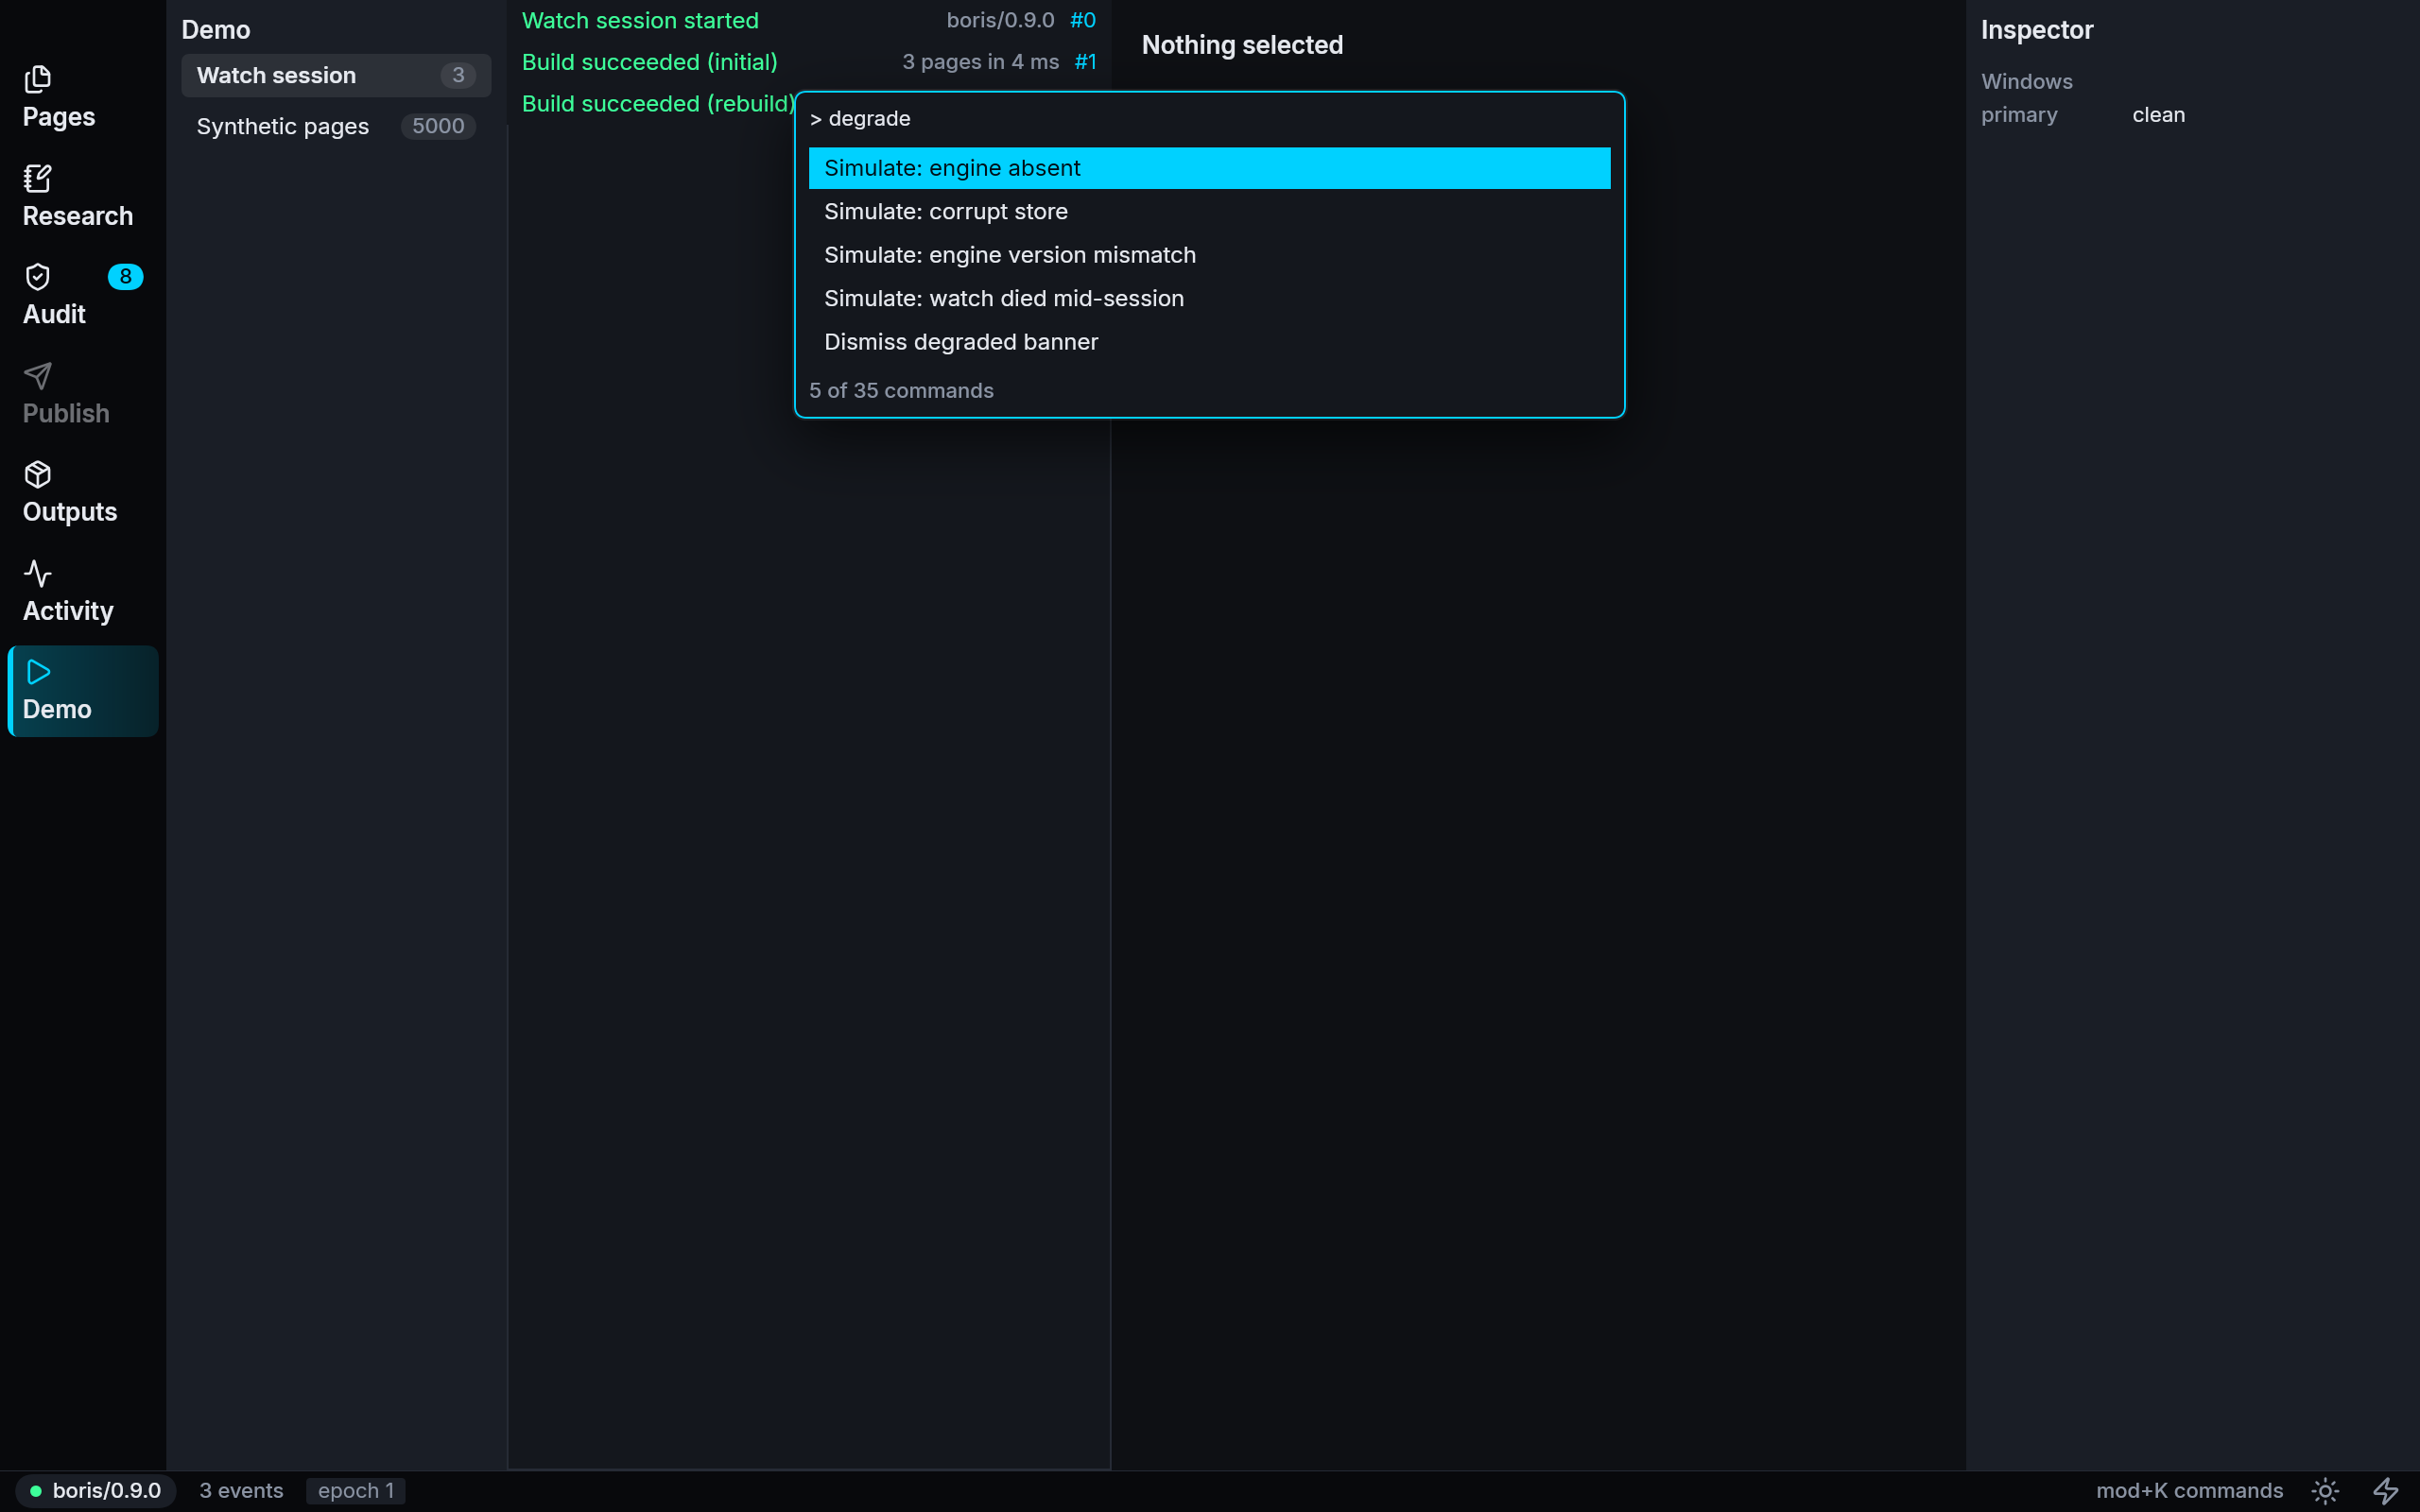 Pages
Research
8
Audit
Publish
Outputs
Activity
Demo
Demo
Watch session 3
Synthetic pages 5000
Watch session started boris/0.9.0 #0
Build succeeded (initial) 3 pages in 4 ms #1
Build succeeded (rebuild)
Nothing selected
> degrade
Simulate: engine absent
Simulate: corrupt store
Simulate: engine version mismatch
Simulate: watch died mid-session
Dismiss degraded banner
5 of 35 commands
Inspector
Windows
primary clean
boris/0.9.0 3 events epoch 1 mod+K commands